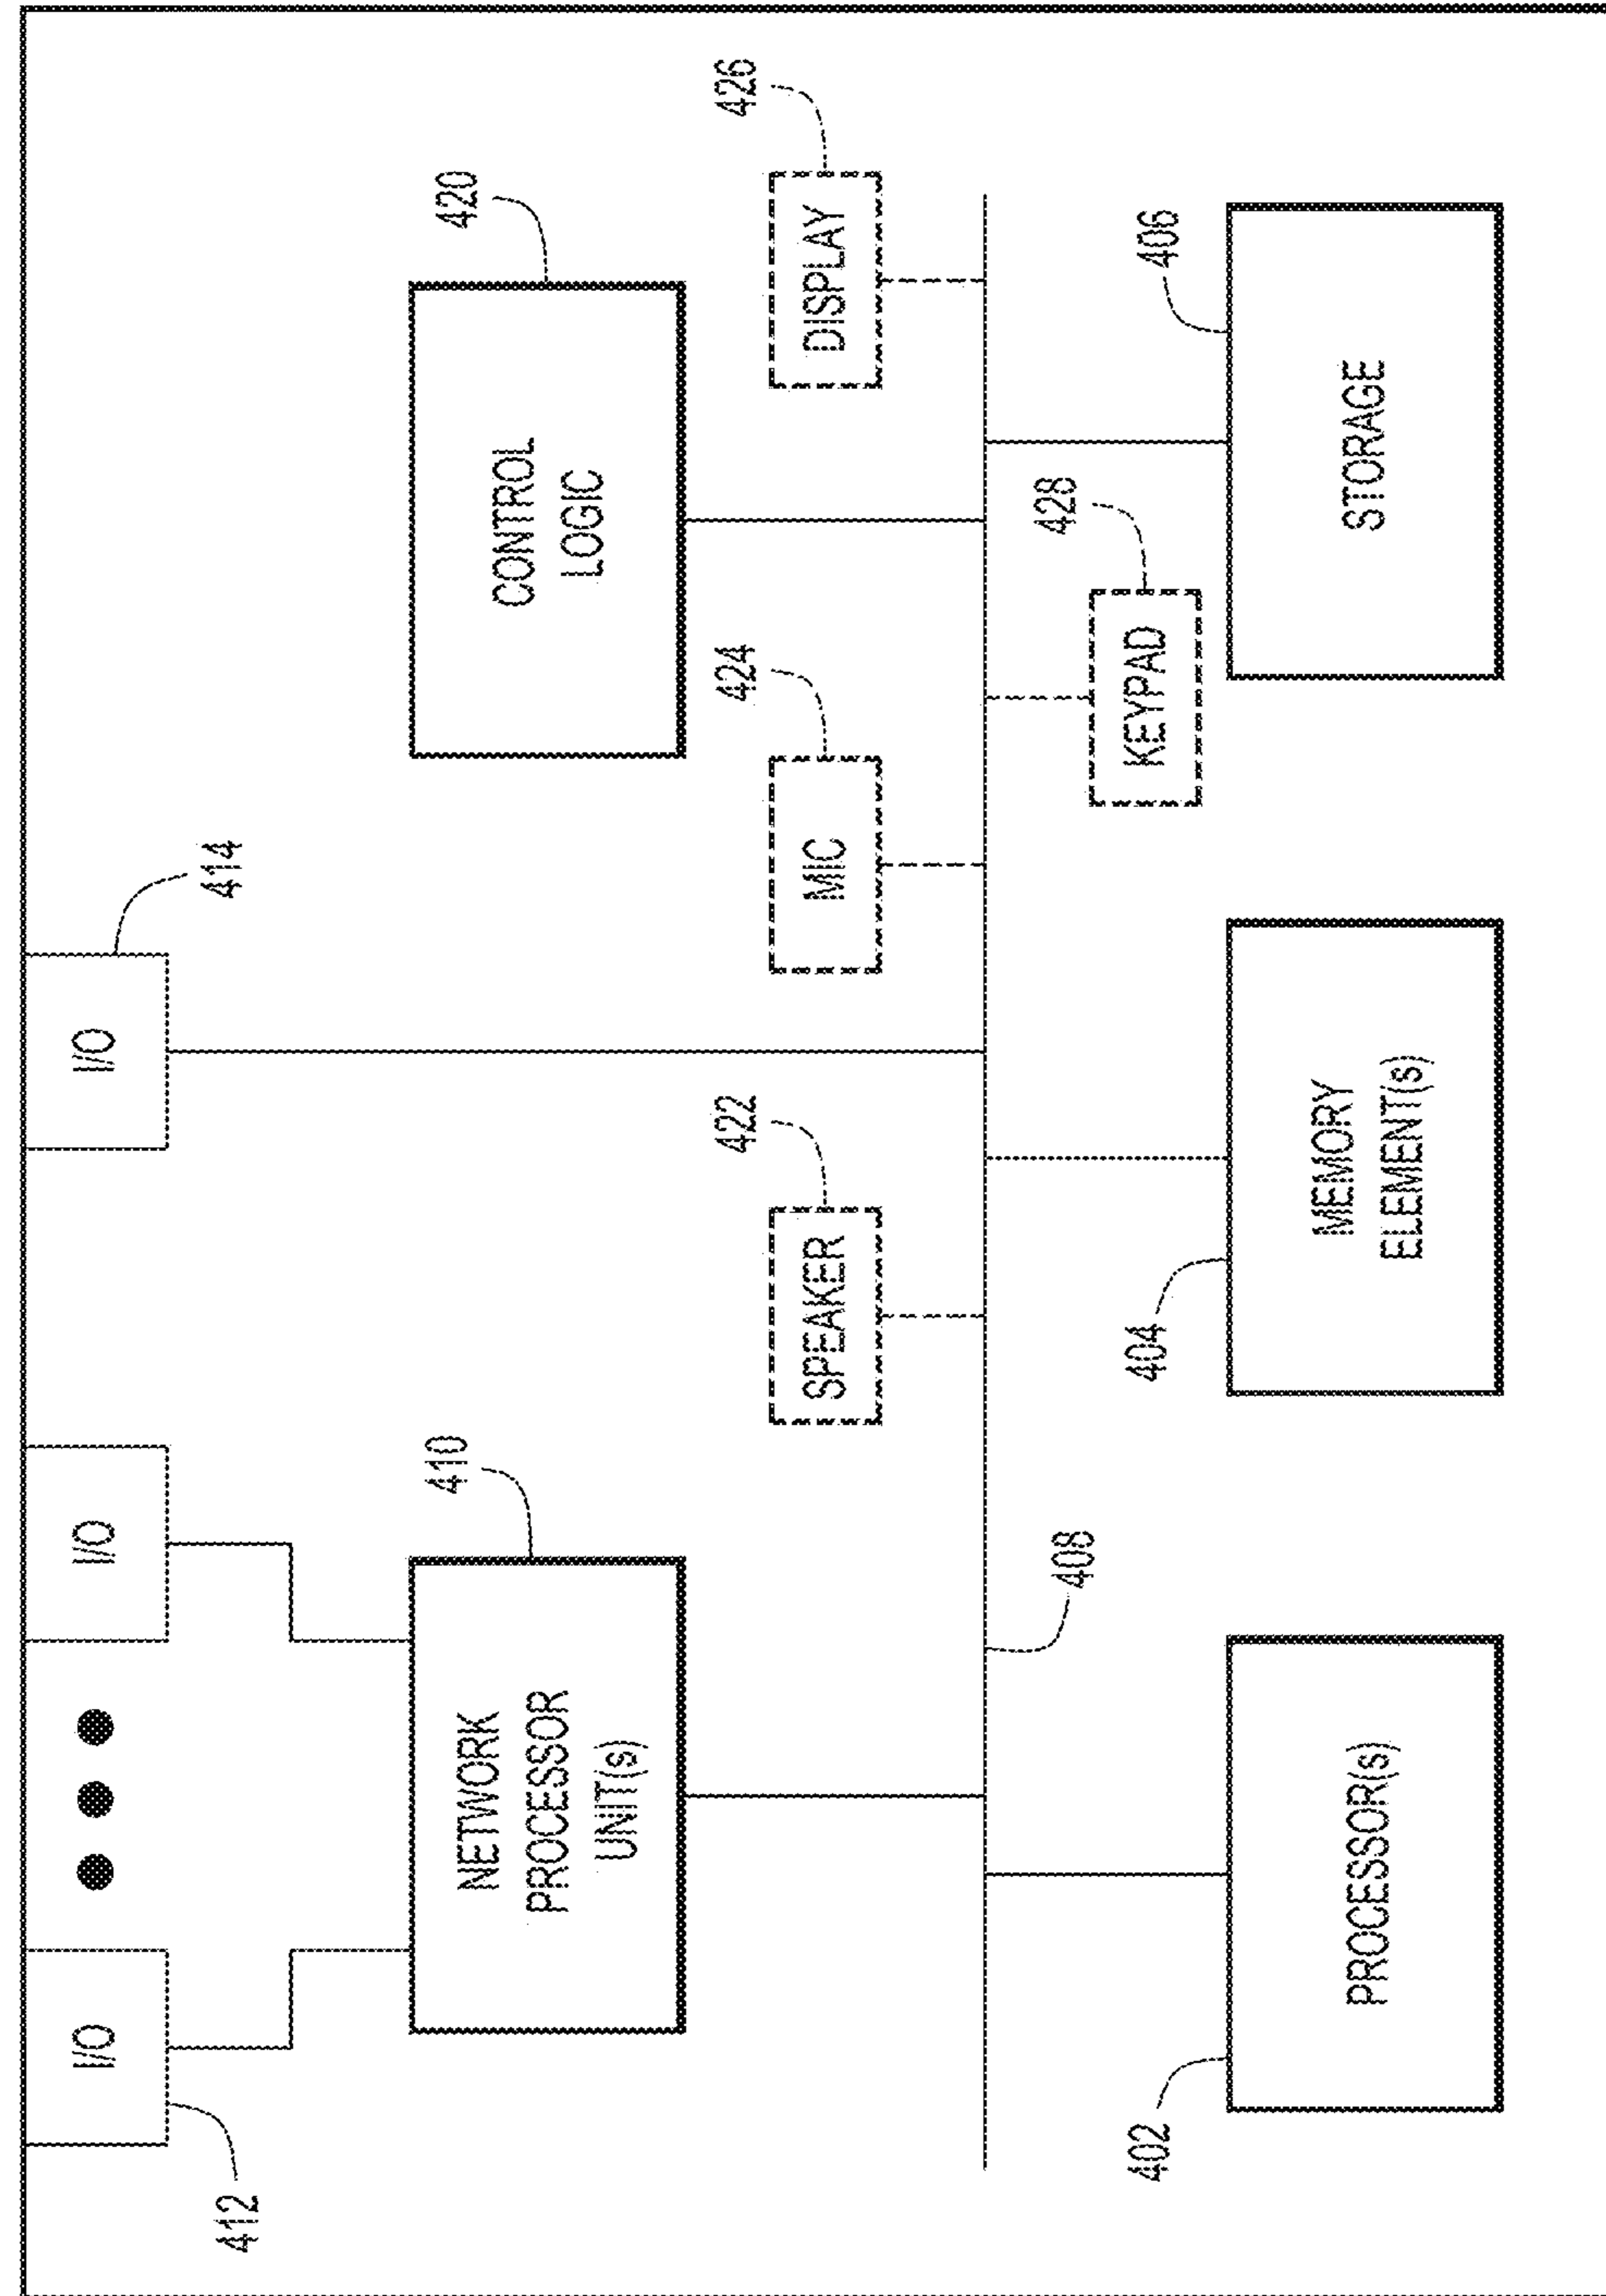 I/O
I/O
I/O
412
414
410
420
NETWORK
PROCESSOR
UNIT(s)
CONTROL
LOGIC
422
424
426
SPEAKER
MIC
DISPLAY
408
428
KEYPAD
402
404
406
PROCESSOR(s)
MEMORY
ELEMENT(s)
STORAGE